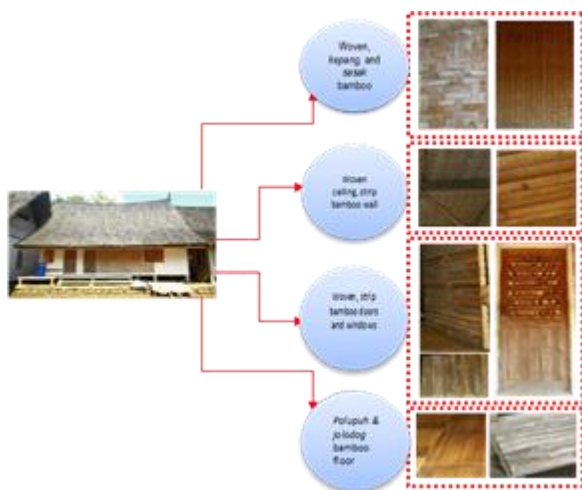 Woven,
kepang, and
sesek
bamboo
Woven
ceiling, strip
bamboo wall
Woven, strip
bamboo doors
and windows
Palupuh &
jolodog
bamboo
floor